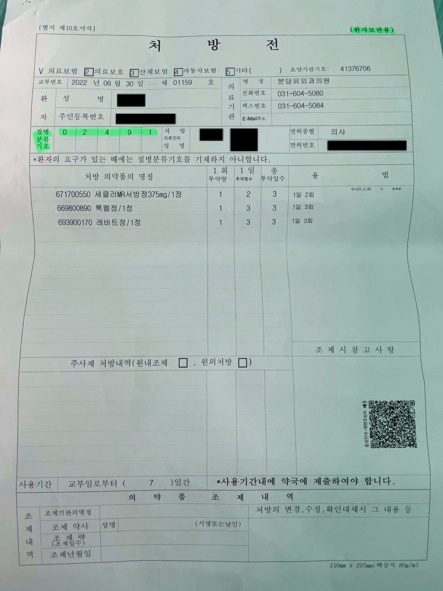 [별지 제10호서식]
(환자보관용)
처 방 전
V 의료보험 2 의료보호 3 산재보험 4 자동차보험 5 기타( ) 요양기관기호: 41376706
교부번호 2022 년 06 월 30 일 제 01159 호
환자
성 명
주민등록번호
의료기관
명 칭 분당유외과의원
전화번호 031-604-5080
팩스번호 031-604-5084
E-Mail주소
질병분류기호 0 2 4 9 1
처 방 의료인의 성 명
면허종별 의사
면허번호
*환자의 요구가 있는 때에는 질병분류기호를 기재하지 아니합니다.
처방 의약품의 명칭 1회 투약량 1일 투여횟수 총 투약일수 용 법
671700550 세클러MR서방정375mg/1정 1 2 3 1일 2회
669800890 록펠정/1정 1 3 3 1일 3회
693900170 레바트정/1정 1 3 3 1일 3회
조제시참고사항
주사제 처방내역(원내조제 □ , 원외처방 □ )
사용기간 교부일로부터 ( 7 )일간 *사용기간내에 약국에 제출하여야 합니다.
의 약 품 조 제 내 역
조제내역
조제기관의명칭
처방의 변경,수정,확인대체시 그 내용 등
조제 약사 성명 (서명또는날인)
조제량 (조제일수)
조제년월일
210mm x 297mm(백상지 80g/m)